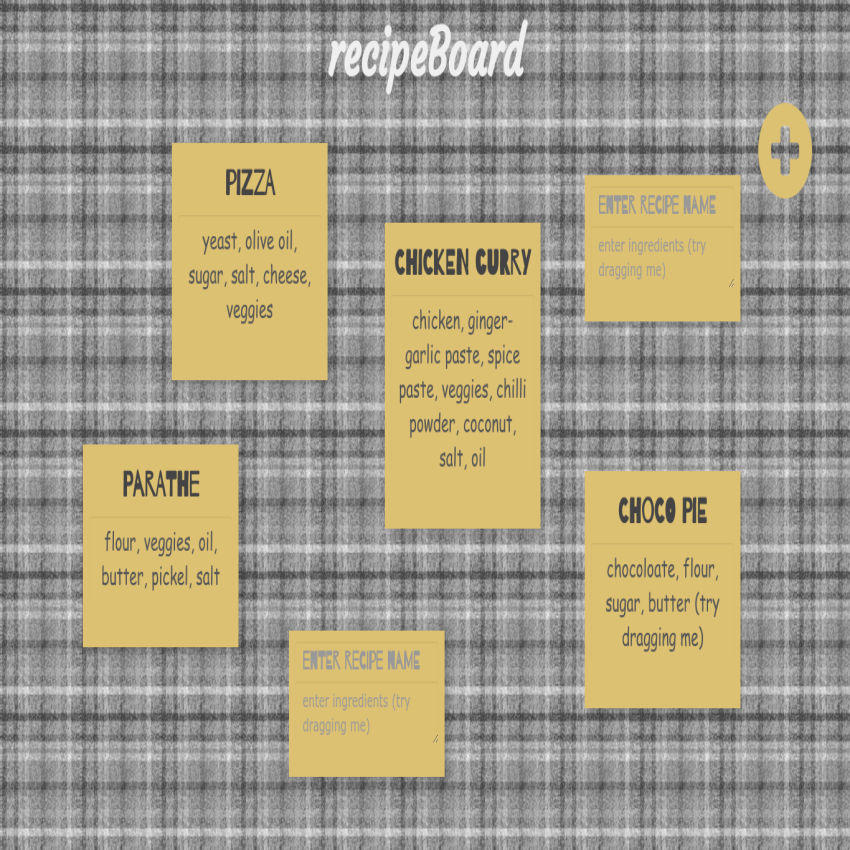 recipeBoard
PIZZA
yeast, olive oil,
sugar, salt, cheese,
veggies
CHICKEN CURRY
chicken, ginger-
garlic paste, spice
paste, veggies, chilli
powder, coconut,
salt, oil
ENTER RECIPE NAME
enter ingredients (try
dragging me)
PARATHE
flour, veggies, oil,
butter, pickel, salt
CHOCO PIE
chocoloate, flour,
sugar, butter (try
dragging me)
ENTER RECIPE NAME
enter ingredients (try
dragging me)